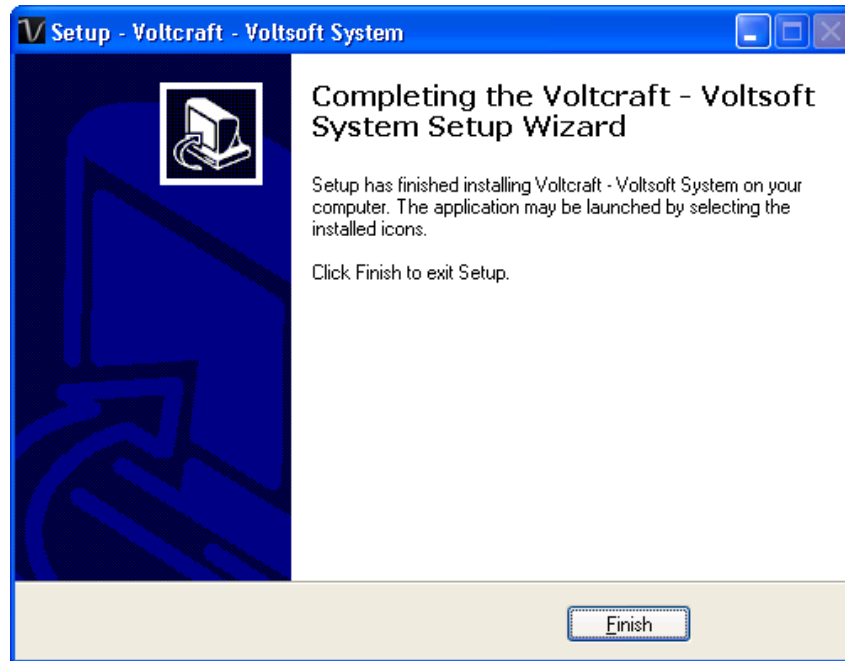 Setup - Voltcraft - Voltsoft System
Completing the Voltcraft - Voltsoft
System Setup Wizard
Setup has finished installing Voltcraft - Voltsoft System on your
computer. The application may be launched by selecting the
installed icons.
Click Finish to exit Setup.
Finish